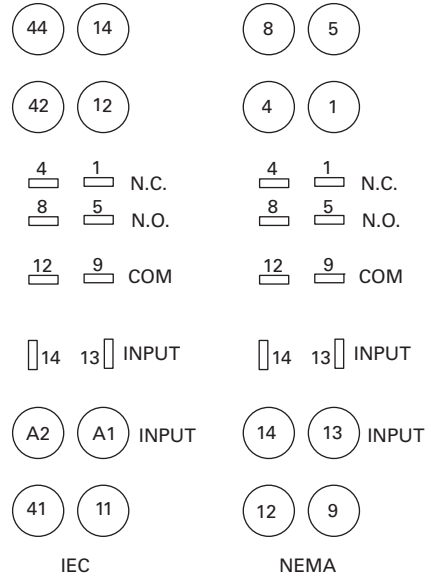 44 14 8 5
42 12 4 1
4 1 N.C. 4 1 N.C.
8 5 N.O. 8 5 N.O.
12 9 COM 12 9 COM
14 13 INPUT 14 13 INPUT
A2 A1 INPUT 14 13 INPUT
41 11 12 9
IEC NEMA